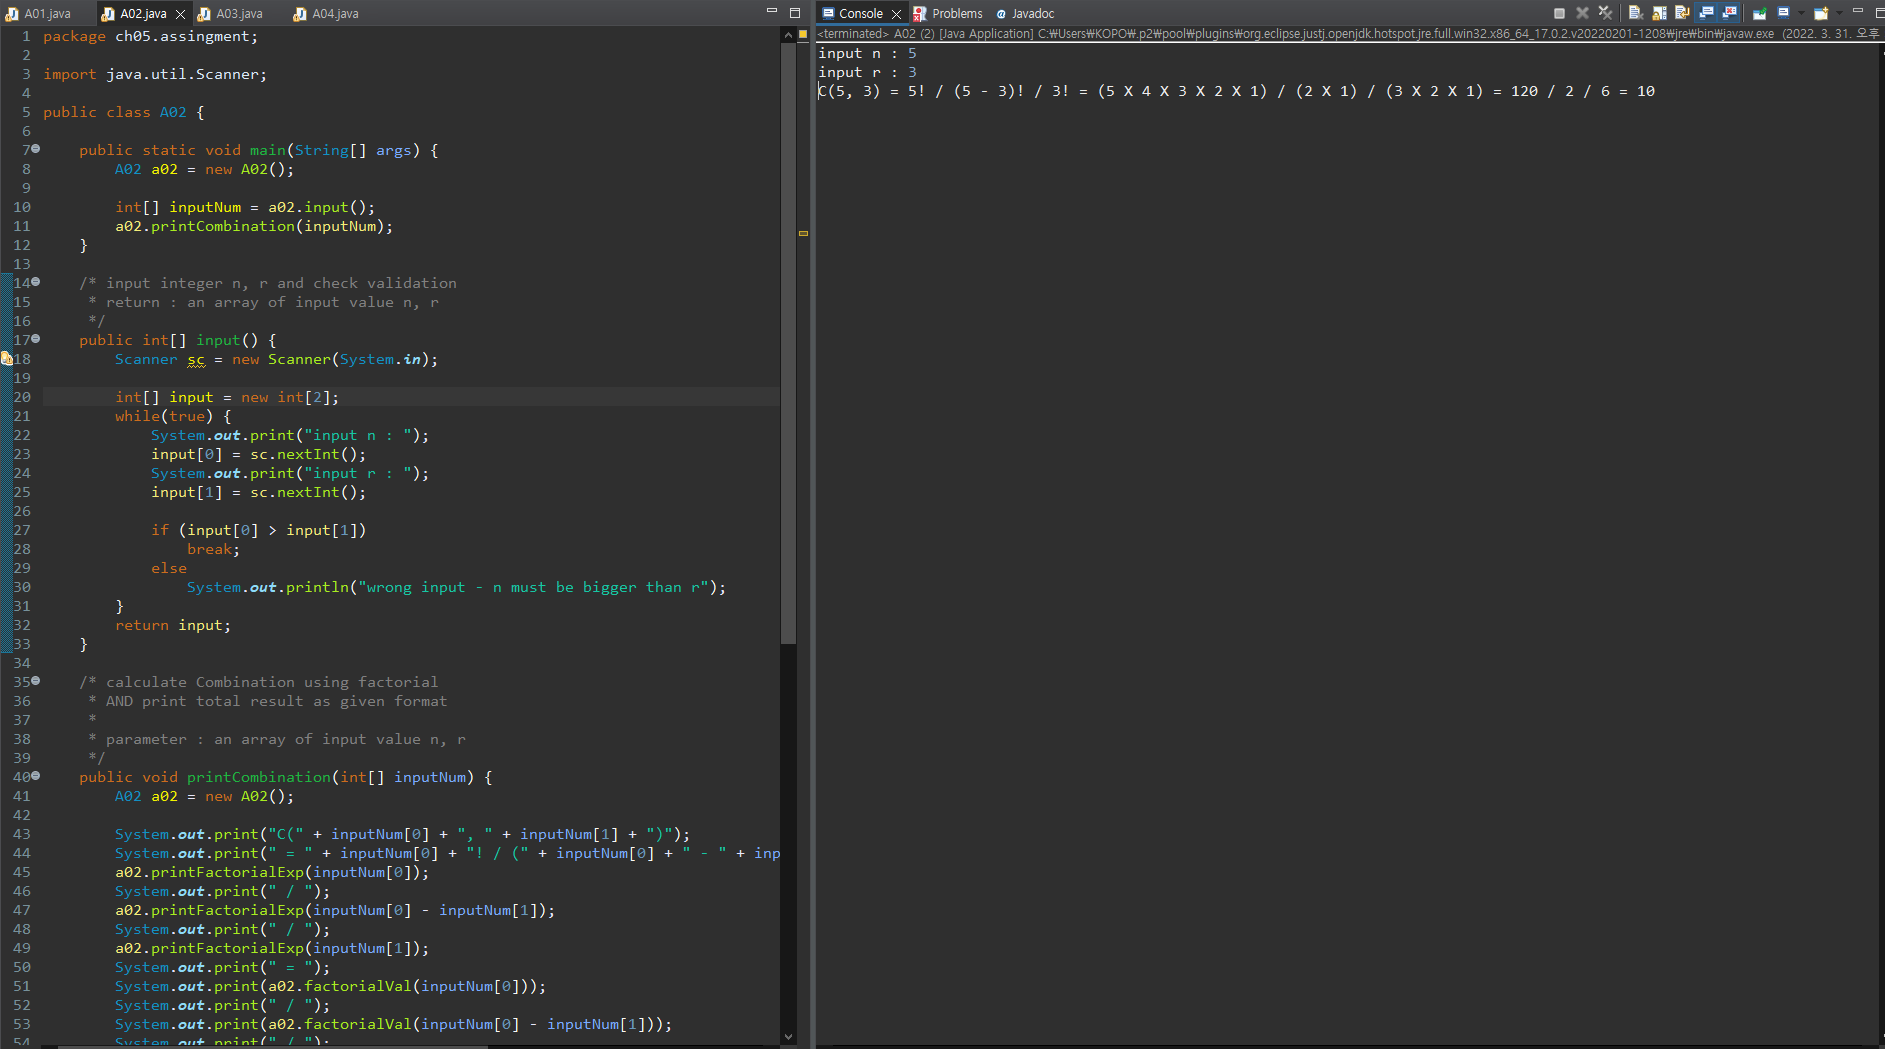 A01.java A02.java A03.java A04.java
1 package ch05.assingment;
2
3 import java.util.Scanner;
4
5 public class A02 {
6
7 public static void main(String[] args) {
8 A02 a02 = new A02();
9
10 int[] inputNum = a02.input();
11 a02.printCombination(inputNum);
12 }
13
14 /* input integer n, r and check validation
15 * return : an array of input value n, r
16 */
17 public int[] input() {
18 Scanner sc = new Scanner(System.in);
19
20 int[] input = new int[2];
21 while(true) {
22 System.out.print("input n : ");
23 input[0] = sc.nextInt();
24 System.out.print("input r : ");
25 input[1] = sc.nextInt();
26
27 if (input[0] > input[1])
28 break;
29 else
30 System.out.println("wrong input - n must be bigger than r");
31 }
32 return input;
33 }
34
35 /* calculate Combination using factorial
36 * AND print total result as given format
37 *
38 * parameter : an array of input value n, r
39 */
40 public void printCombination(int[] inputNum) {
41 A02 a02 = new A02();
42
43 System.out.print("C(" + inputNum[0] + ", " + inputNum[1] + ")");
44 System.out.print(" = " + inputNum[0] + "! / (" + inputNum[0] + " - " + inp
45 a02.printFactorialExp(inputNum[0]);
46 System.out.print(" / ");
47 a02.printFactorialExp(inputNum[0] - inputNum[1]);
48 System.out.print(" / ");
49 a02.printFactorialExp(inputNum[1]);
50 System.out.print(" = ");
51 System.out.print(a02.factorialVal(inputNum[0]));
52 System.out.print(" / ");
53 System.out.print(a02.factorialVal(inputNum[0] - inputNum[1]));
54 System.out.print(" / ");
Console Problems @ Javadoc
<terminated> A02 (2) [Java Application] C:₩Users₩KOPO₩.p2₩pool₩plugins₩org.eclipse.justj.openjdk.hotspot.jre.full.win32.x86_64_17.0.2.v20220201-1208₩jre₩bin₩javaw.exe (2022. 3. 31. 오후
input n : 5
input r : 3
C(5, 3) = 5! / (5 - 3)! / 3! = (5 X 4 X 3 X 2 X 1) / (2 X 1) / (3 X 2 X 1) = 120 / 2 / 6 = 10